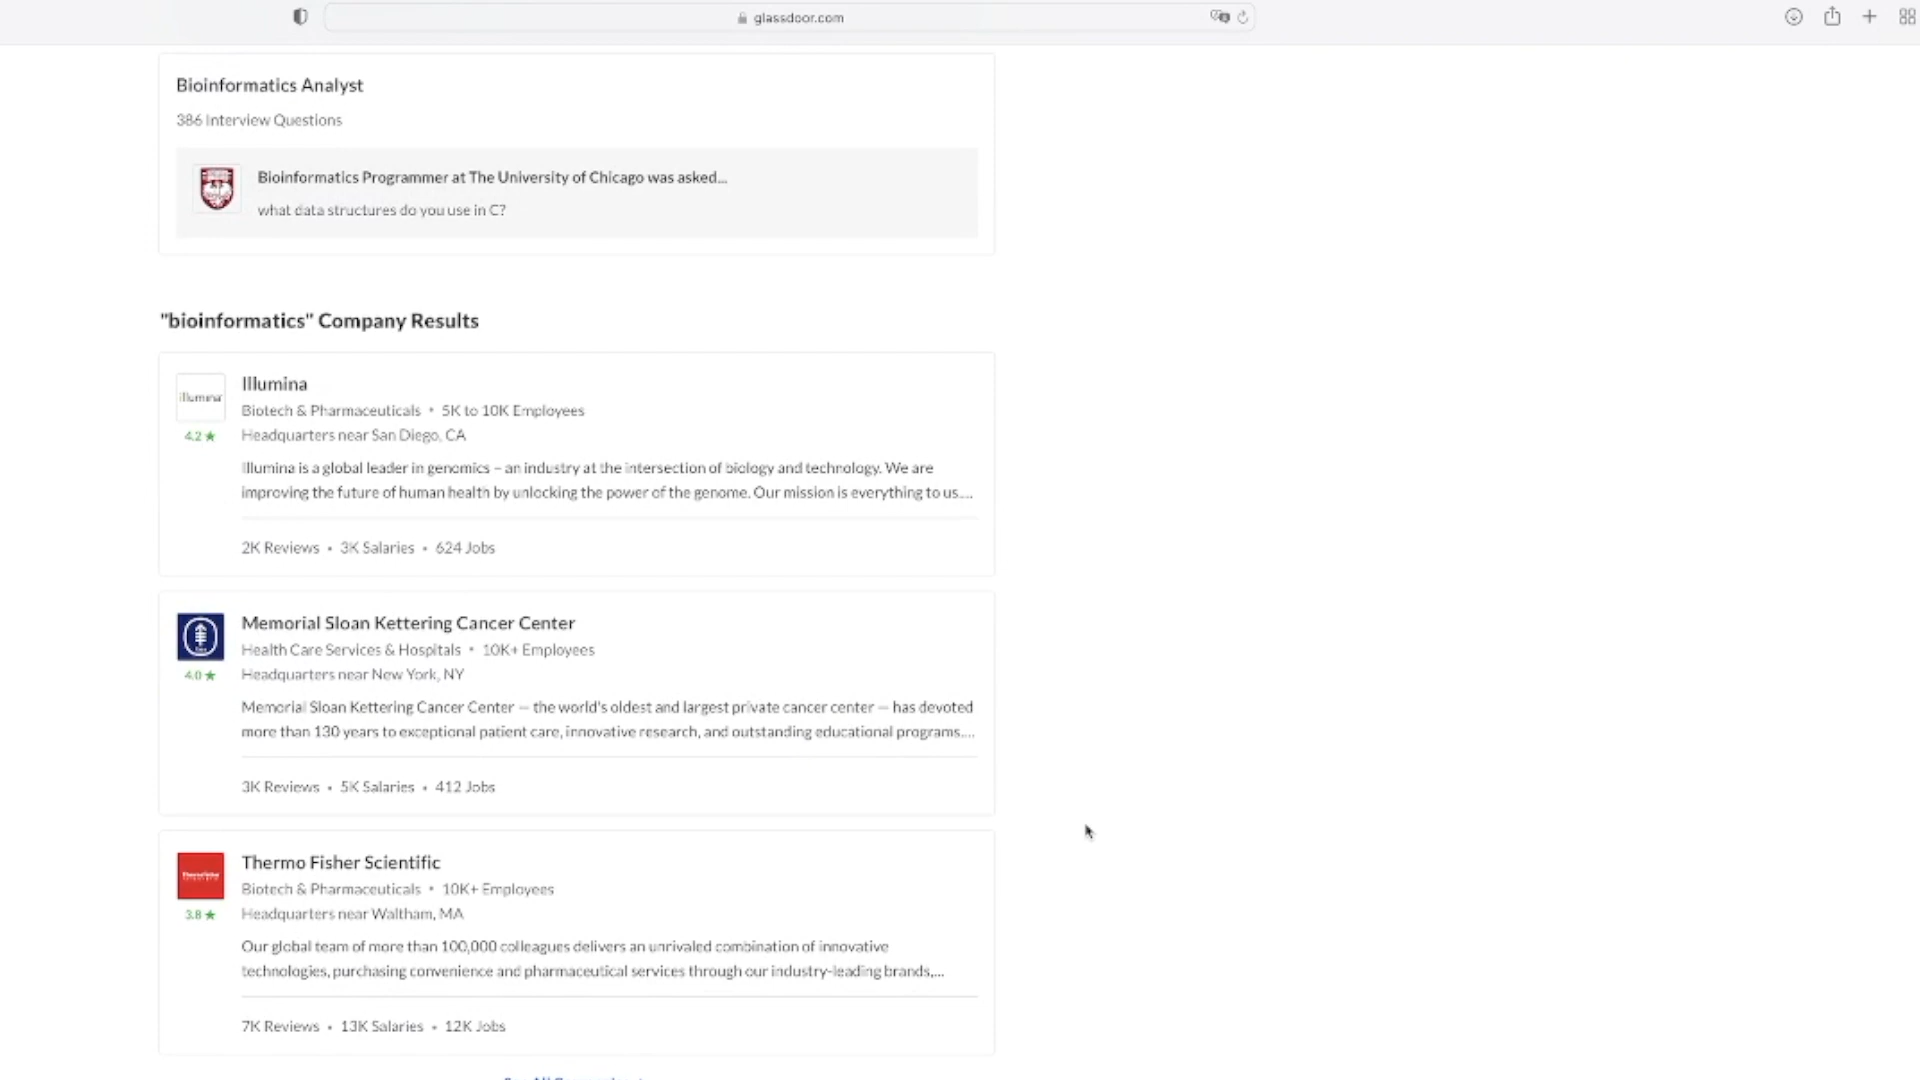 glassdoor.com
Bioinformatics Analyst
386 Interview Questions
Bioinformatics Programmer at The University of Chicago was asked...
what data structures do you use in C?
"bioinformatics" Company Results
illumina
Illumina
Biotech & Pharmaceuticals • 5K to 10K Employees
4.2 ★
Headquarters near San Diego, CA
Illumina is a global leader in genomics – an industry at the intersection of biology and technology. We are
improving the future of human health by unlocking the power of the genome. Our mission is everything to us....
2K Reviews • 3K Salaries • 624 Jobs
Memorial Sloan Kettering Cancer Center
Health Care Services & Hospitals • 10K+ Employees
4.0 ★
Headquarters near New York, NY
Memorial Sloan Kettering Cancer Center — the world's oldest and largest private cancer center — has devoted
more than 130 years to exceptional patient care, innovative research, and outstanding educational programs....
3K Reviews • 5K Salaries • 412 Jobs
Thermo Fisher Scientific
Biotech & Pharmaceuticals • 10K+ Employees
3.8 ★
Headquarters near Waltham, MA
Our global team of more than 100,000 colleagues delivers an unrivaled combination of innovative
technologies, purchasing convenience and pharmaceutical services through our industry-leading brands,...
7K Reviews • 13K Salaries • 12K Jobs